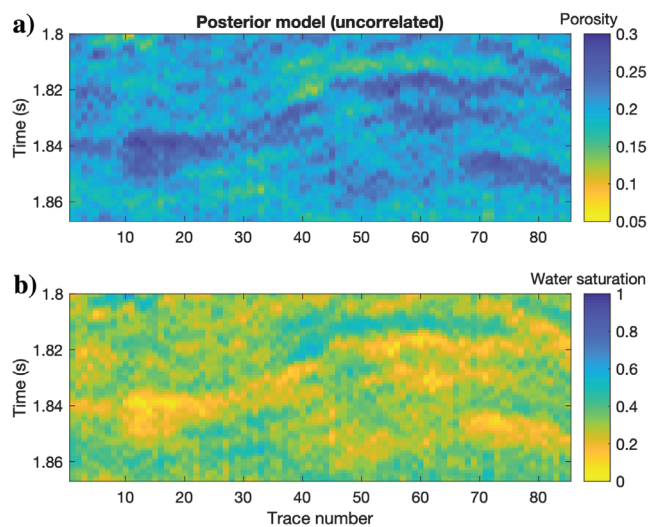 a) Posterior model (uncorrelated) Porosity
1.8 0.3
1.82 0.25
Time (s) 0.2
1.84 0.15
0.1
1.86 0.05
10 20 30 40 50 60 70 80
b) Water saturation
1.8 1
0.8
1.82
Time (s) 0.6
1.84 0.4
0.2
1.86
0
10 20 30 40 50 60 70 80
Trace number